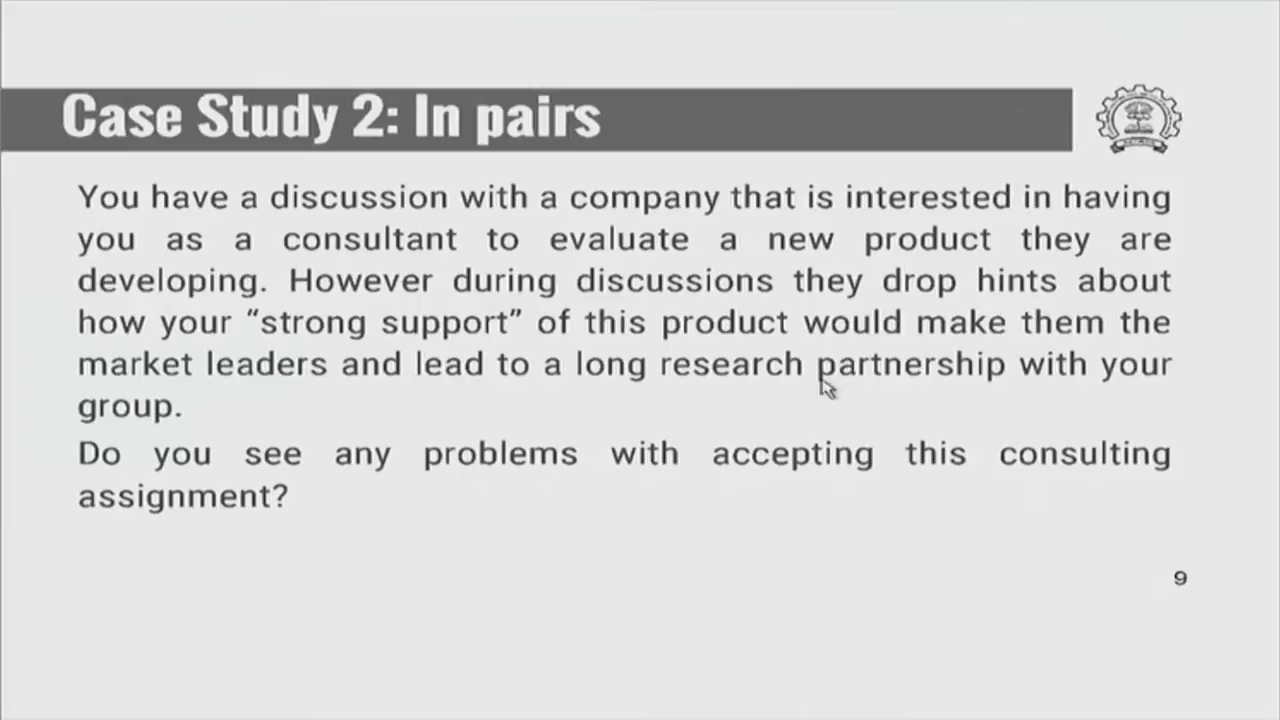 Case Study 2: In pairs
You have a discussion with a company that is interested in having
you as a consultant to evaluate a new product they are
developing. However during discussions they drop hints about
how your “strong support” of this product would make them the
market leaders and lead to a long research partnership with your
group.
Do you see any problems with accepting this consulting
assignment?
9